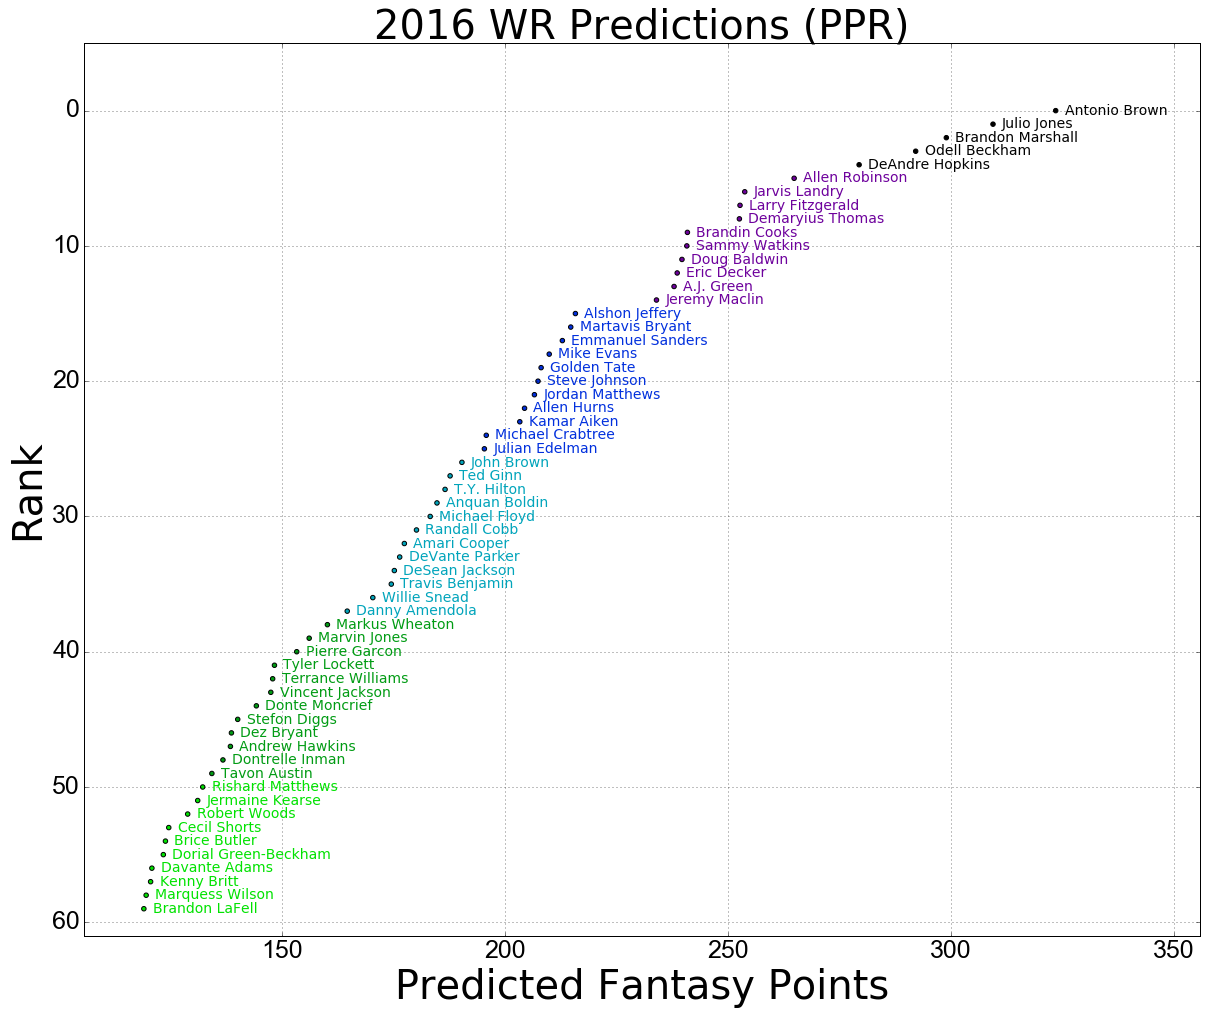 2016 WR Predictions (PPR)
0
10
20
30
40
50
60
Rank
Antonio Brown
Julio Jones
Brandon Marshall
Odell Beckham
DeAndre Hopkins
Allen Robinson
Jarvis Landry
Larry Fitzgerald
Demaryius Thomas
Brandin Cooks
Sammy Watkins
Doug Baldwin
Eric Decker
A.J. Green
Jeremy Maclin
Alshon Jeffery
Martavis Bryant
Emmanuel Sanders
Mike Evans
Golden Tate
Steve Johnson
Jordan Matthews
Allen Hurns
Kamar Aiken
Michael Crabtree
Julian Edelman
John Brown
Ted Ginn
T.Y. Hilton
Anquan Boldin
Michael Floyd
Randall Cobb
Amari Cooper
DeVante Parker
DeSean Jackson
Travis Benjamin
Willie Snead
Danny Amendola
Markus Wheaton
Marvin Jones
Pierre Garcon
Tyler Lockett
Terrance Williams
Vincent Jackson
Donte Moncrief
Stefon Diggs
Dez Bryant
Andrew Hawkins
Dontrelle Inman
Tavon Austin
Rishard Matthews
Jermaine Kearse
Robert Woods
Cecil Shorts
Brice Butler
Dorial Green-Beckham
Davante Adams
Kenny Britt
Marquess Wilson
Brandon LaFell
150 200 250 300 350
Predicted Fantasy Points